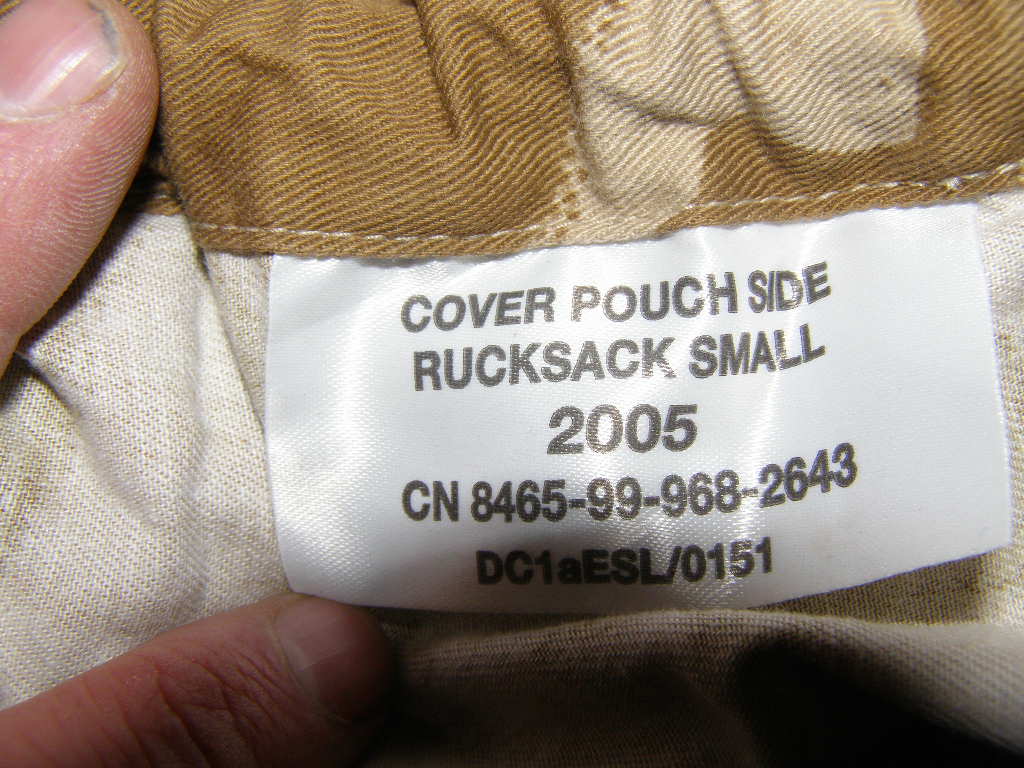 COVER POUCH SIDE
RUCKSACK SMALL
2005
CN 8465-99-968-2643
DC1aESL/0151